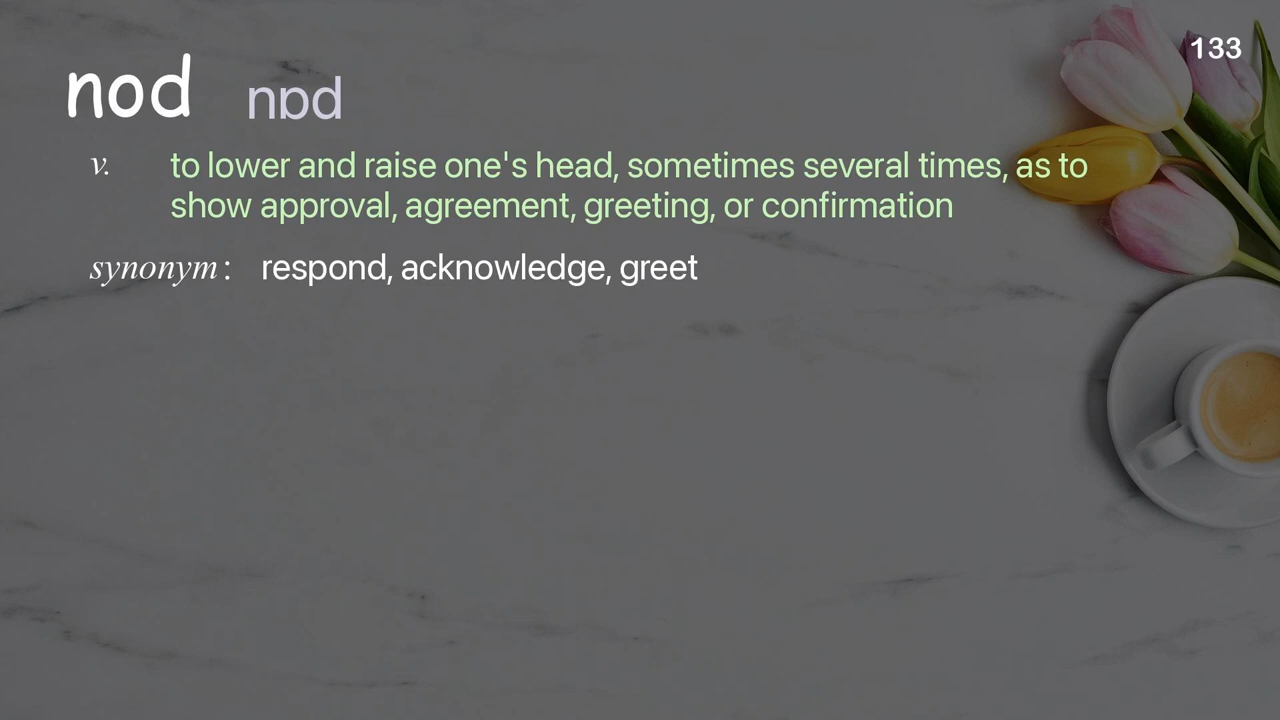 133
nod nɒd
v. to lower and raise one's head, sometimes several times, as to
show approval, agreement, greeting, or confirmation
synonym : respond, acknowledge, greet